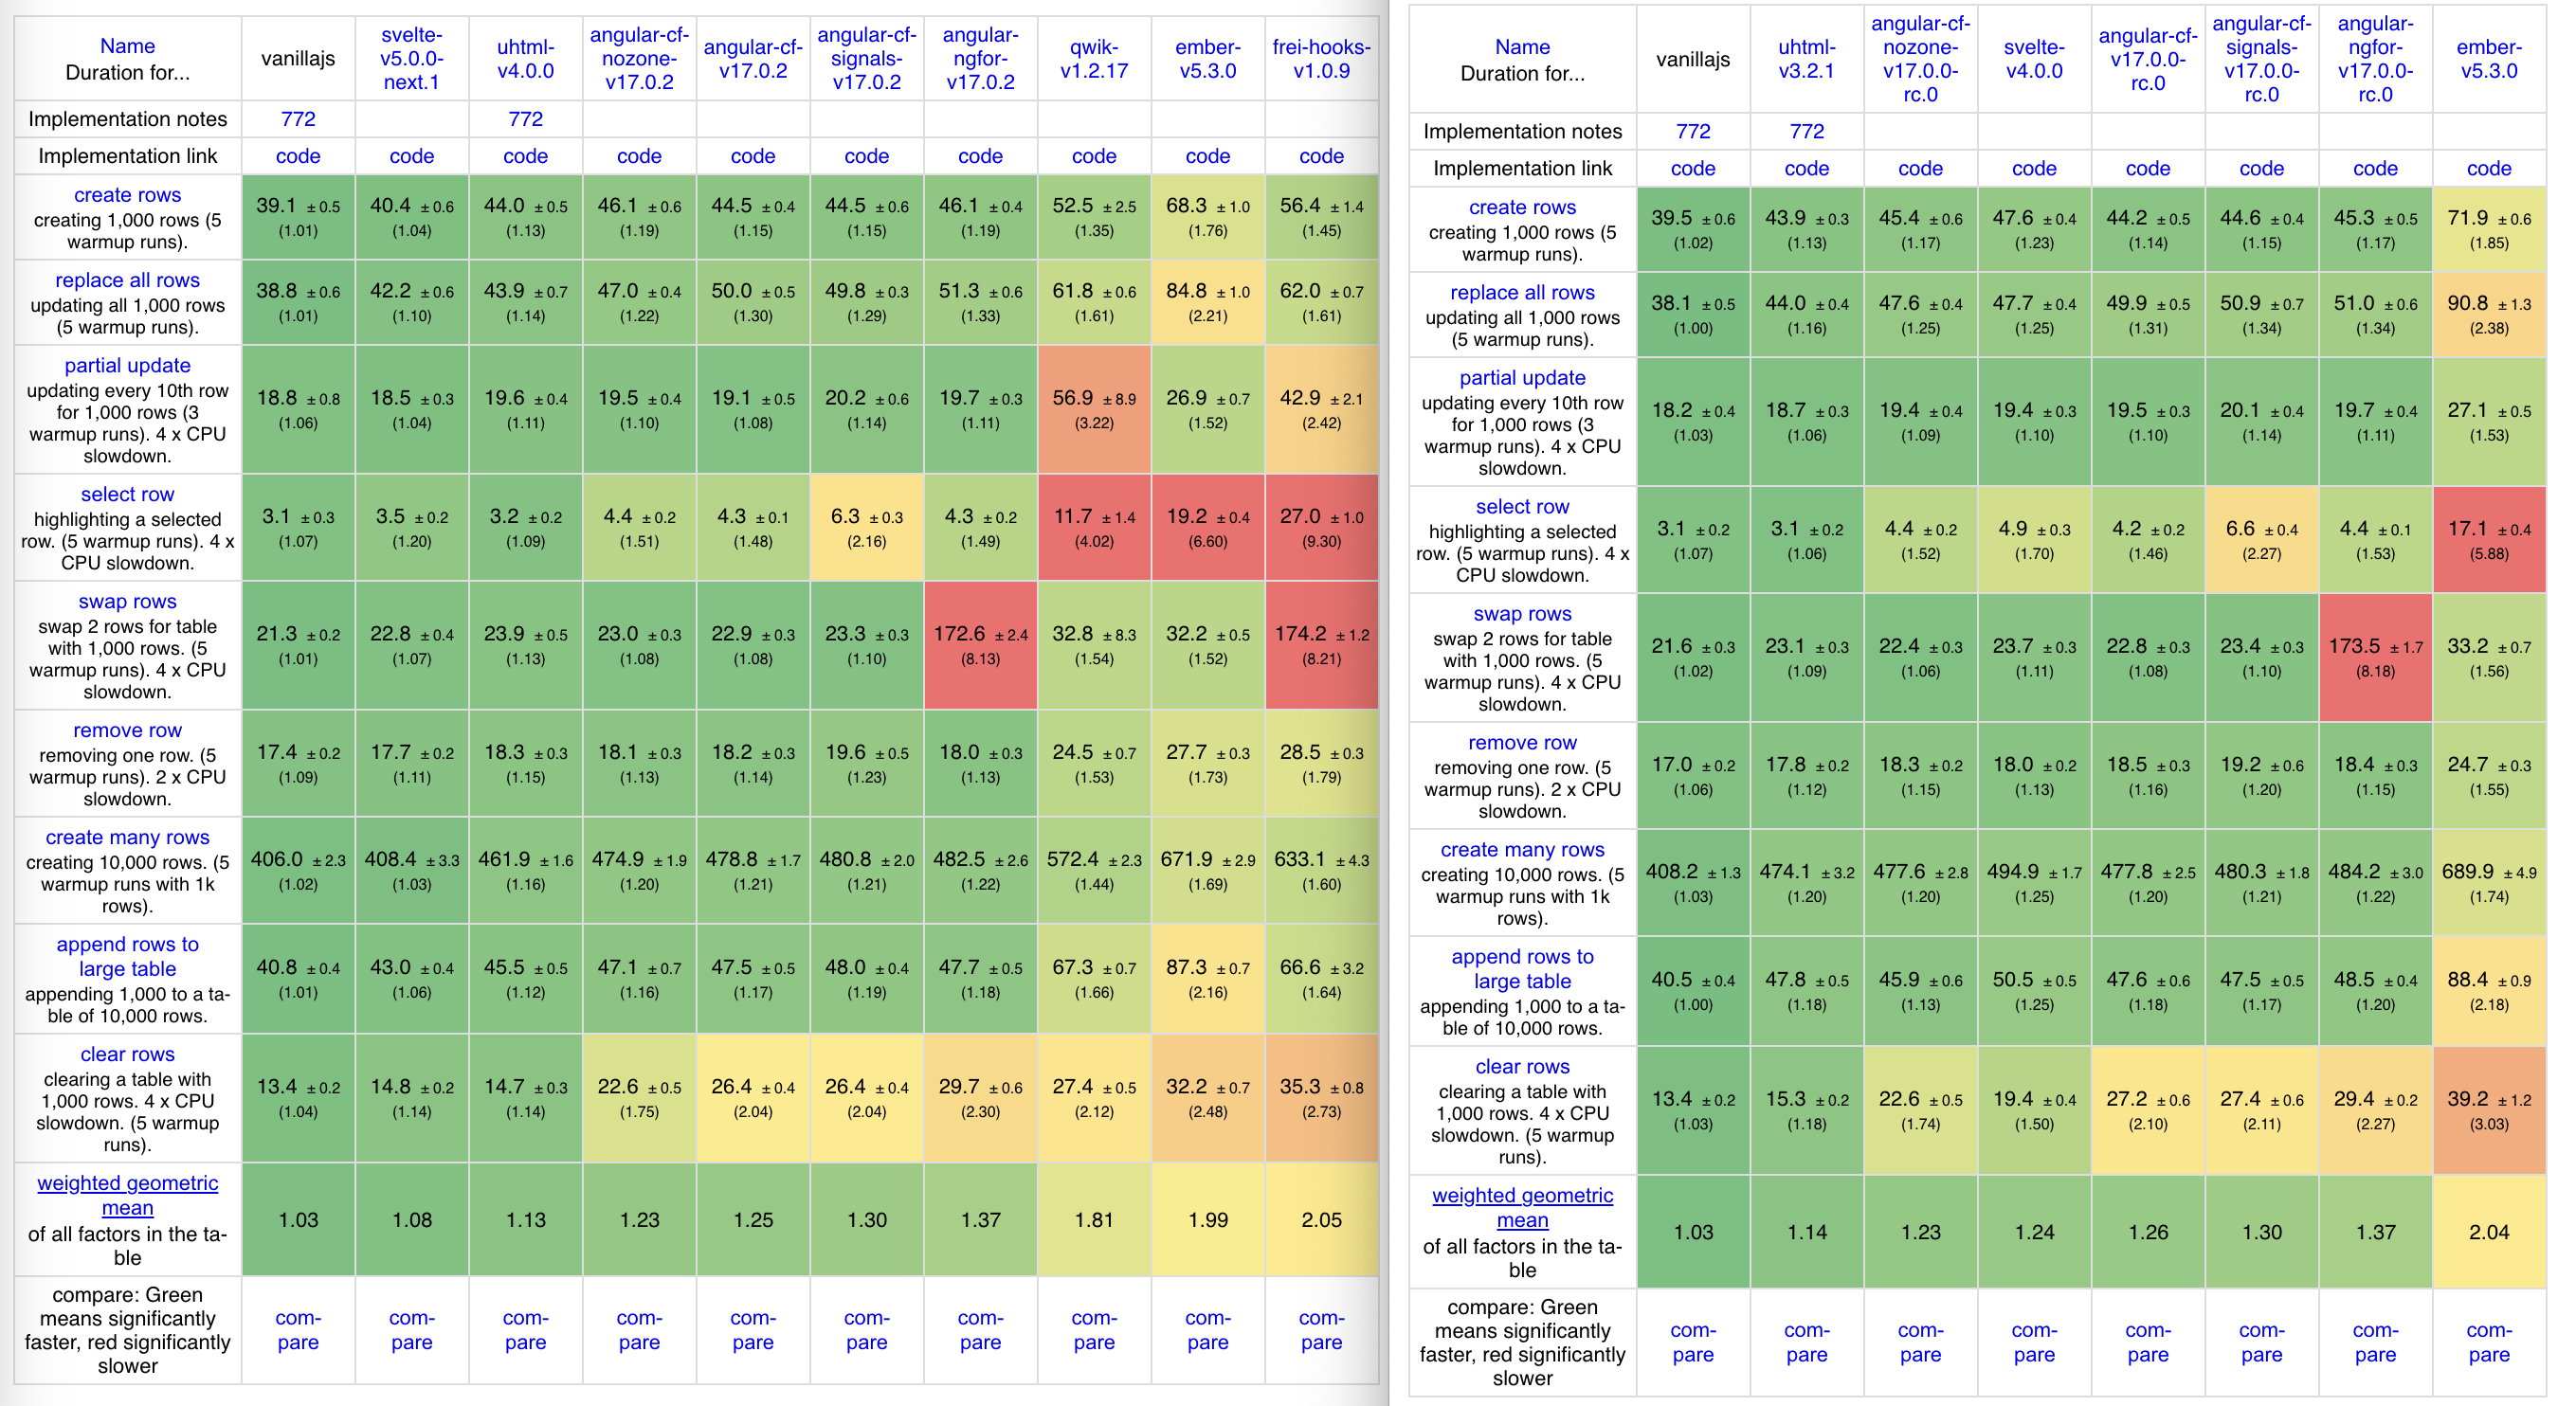 Name
Duration for...
vanillajs
svelte-
v5.0.0-
next.1
uhtml-
v4.0.0
angular-cf-
nozone-
v17.0.2
angular-cf-
v17.0.2
angular-cf-
signals-
v17.0.2
angular-
ngfor-
v17.0.2
qwik-
v1.2.17
ember-
v5.3.0
frei-hooks-
v1.0.9
Implementation notes 772 772
Implementation link code code code code code code code code code code
create rows
creating 1,000 rows (5
warmup runs).
39.1 ± 0.5 40.4 ± 0.6 44.0 ± 0.5 46.1 ± 0.6 44.5 ± 0.4 44.5 ± 0.6 46.1 ± 0.4 52.5 ± 2.5 68.3 ± 1.0 56.4 ± 1.4
(1.01) (1.04) (1.13) (1.19) (1.15) (1.15) (1.19) (1.35) (1.76) (1.45)
replace all rows
updating all 1,000 rows
(5 warmup runs).
38.8 ± 0.6 42.2 ± 0.6 43.9 ± 0.7 47.0 ± 0.4 50.0 ± 0.5 49.8 ± 0.3 51.3 ± 0.6 61.8 ± 0.6 84.8 ± 1.0 62.0 ± 0.7
(1.01) (1.10) (1.14) (1.22) (1.30) (1.29) (1.33) (1.61) (2.21) (1.61)
partial update
updating every 10th row
for 1,000 rows (3
warmup runs). 4 x CPU
slowdown.
18.8 ± 0.8 18.5 ± 0.3 19.6 ± 0.4 19.5 ± 0.4 19.1 ± 0.5 20.2 ± 0.6 19.7 ± 0.3 56.9 ± 8.9 26.9 ± 0.7 42.9 ± 2.1
(1.06) (1.04) (1.11) (1.10) (1.08) (1.14) (1.11) (3.22) (1.52) (2.42)
select row
highlighting a selected
row. (5 warmup runs). 4 x
CPU slowdown.
3.1 ± 0.3 3.5 ± 0.2 3.2 ± 0.2 4.4 ± 0.2 4.3 ± 0.1 6.3 ± 0.3 4.3 ± 0.2 11.7 ± 1.4 19.2 ± 0.4 27.0 ± 1.0
(1.07) (1.20) (1.09) (1.51) (1.48) (2.16) (1.49) (4.02) (6.60) (9.30)
swap rows
swap 2 rows for table
with 1,000 rows. (5
warmup runs). 4 x CPU
slowdown.
21.3 ± 0.2 22.8 ± 0.4 23.9 ± 0.5 23.0 ± 0.3 22.9 ± 0.3 23.3 ± 0.3 172.6 ± 2.4 32.8 ± 8.3 32.2 ± 0.5 174.2 ± 1.2
(1.01) (1.07) (1.13) (1.08) (1.08) (1.10) (8.13) (1.54) (1.52) (8.21)
remove row
removing one row. (5
warmup runs). 2 x CPU
slowdown.
17.4 ± 0.2 17.7 ± 0.2 18.3 ± 0.3 18.1 ± 0.3 18.2 ± 0.3 19.6 ± 0.5 18.0 ± 0.3 24.5 ± 0.7 27.7 ± 0.3 28.5 ± 0.3
(1.09) (1.11) (1.15) (1.13) (1.14) (1.23) (1.13) (1.53) (1.73) (1.79)
create many rows
creating 10,000 rows. (5
warmup runs with 1k
rows).
406.0 ± 2.3 408.4 ± 3.3 461.9 ± 1.6 474.9 ± 1.9 478.8 ± 1.7 480.8 ± 2.0 482.5 ± 2.6 572.4 ± 2.3 671.9 ± 2.9 633.1 ± 4.3
(1.02) (1.03) (1.16) (1.20) (1.21) (1.21) (1.22) (1.44) (1.69) (1.60)
append rows to
large table
appending 1,000 to a ta-
ble of 10,000 rows.
40.8 ± 0.4 43.0 ± 0.4 45.5 ± 0.5 47.1 ± 0.7 47.5 ± 0.5 48.0 ± 0.4 47.7 ± 0.5 67.3 ± 0.7 87.3 ± 0.7 66.6 ± 3.2
(1.01) (1.06) (1.12) (1.16) (1.17) (1.19) (1.18) (1.66) (2.16) (1.64)
clear rows
clearing a table with
1,000 rows. 4 x CPU
slowdown. (5 warmup
runs).
13.4 ± 0.2 14.8 ± 0.2 14.7 ± 0.3 22.6 ± 0.5 26.4 ± 0.4 26.4 ± 0.4 29.7 ± 0.6 27.4 ± 0.5 32.2 ± 0.7 35.3 ± 0.8
(1.04) (1.14) (1.14) (1.75) (2.04) (2.04) (2.30) (2.12) (2.48) (2.73)
weighted geometric
mean
of all factors in the ta-
ble
1.03 1.08 1.13 1.23 1.25 1.30 1.37 1.81 1.99 2.05
compare: Green
means significantly
faster, red significantly
slower
com- com- com- com- com- com- com- com- com- com-
pare pare pare pare pare pare pare pare pare pare
Name
Duration for...
vanillajs
uhtml-
v3.2.1
angular-cf-
nozone-
v17.0.0-
rc.0
svelte-
v4.0.0
angular-cf-
v17.0.0-
rc.0
angular-cf-
signals-
v17.0.0-
rc.0
angular-
ngfor-
v17.0.0-
rc.0
ember-
v5.3.0
Implementation notes 772 772
Implementation link code code code code code code code code
create rows
creating 1,000 rows (5
warmup runs).
39.5 ± 0.6 43.9 ± 0.3 45.4 ± 0.6 47.6 ± 0.4 44.2 ± 0.5 44.6 ± 0.4 45.3 ± 0.5 71.9 ± 0.6
(1.02) (1.13) (1.17) (1.23) (1.14) (1.15) (1.17) (1.85)
replace all rows
updating all 1,000 rows
(5 warmup runs).
38.1 ± 0.5 44.0 ± 0.4 47.6 ± 0.4 47.7 ± 0.4 49.9 ± 0.5 50.9 ± 0.7 51.0 ± 0.6 90.8 ± 1.3
(1.00) (1.16) (1.25) (1.25) (1.31) (1.34) (1.34) (2.38)
partial update
updating every 10th row
for 1,000 rows (3
warmup runs). 4 x CPU
slowdown.
18.2 ± 0.4 18.7 ± 0.3 19.4 ± 0.4 19.4 ± 0.3 19.5 ± 0.3 20.1 ± 0.4 19.7 ± 0.4 27.1 ± 0.5
(1.03) (1.06) (1.09) (1.10) (1.10) (1.14) (1.11) (1.53)
select row
highlighting a selected
row. (5 warmup runs). 4 x
CPU slowdown.
3.1 ± 0.2 3.1 ± 0.2 4.4 ± 0.2 4.9 ± 0.3 4.2 ± 0.2 6.6 ± 0.4 4.4 ± 0.1 17.1 ± 0.4
(1.07) (1.06) (1.52) (1.70) (1.46) (2.27) (1.53) (5.88)
swap rows
swap 2 rows for table
with 1,000 rows. (5
warmup runs). 4 x CPU
slowdown.
21.6 ± 0.3 23.1 ± 0.3 22.4 ± 0.3 23.7 ± 0.3 22.8 ± 0.3 23.4 ± 0.3 173.5 ± 1.7 33.2 ± 0.7
(1.02) (1.09) (1.06) (1.11) (1.08) (1.10) (8.18) (1.56)
remove row
removing one row. (5
warmup runs). 2 x CPU
slowdown.
17.0 ± 0.2 17.8 ± 0.2 18.3 ± 0.2 18.0 ± 0.2 18.5 ± 0.3 19.2 ± 0.6 18.4 ± 0.3 24.7 ± 0.3
(1.06) (1.12) (1.15) (1.13) (1.16) (1.20) (1.15) (1.55)
create many rows
creating 10,000 rows. (5
warmup runs with 1k
rows).
408.2 ± 1.3 474.1 ± 3.2 477.6 ± 2.8 494.9 ± 1.7 477.8 ± 2.5 480.3 ± 1.8 484.2 ± 3.0 689.9 ± 4.9
(1.03) (1.20) (1.20) (1.25) (1.20) (1.21) (1.22) (1.74)
append rows to
large table
appending 1,000 to a ta-
ble of 10,000 rows.
40.5 ± 0.4 47.8 ± 0.5 45.9 ± 0.6 50.5 ± 0.5 47.6 ± 0.6 47.5 ± 0.5 48.5 ± 0.4 88.4 ± 0.9
(1.00) (1.18) (1.13) (1.25) (1.18) (1.17) (1.20) (2.18)
clear rows
clearing a table with
1,000 rows. 4 x CPU
slowdown. (5 warmup
runs).
13.4 ± 0.2 15.3 ± 0.2 22.6 ± 0.5 19.4 ± 0.4 27.2 ± 0.6 27.4 ± 0.6 29.4 ± 0.2 39.2 ± 1.2
(1.03) (1.18) (1.74) (1.50) (2.10) (2.11) (2.27) (3.03)
weighted geometric
mean
of all factors in the ta-
ble
1.03 1.14 1.23 1.24 1.26 1.30 1.37 2.04
compare: Green
means significantly
faster, red significantly
slower
com- com- com- com- com- com- com- com-
pare pare pare pare pare pare pare pare